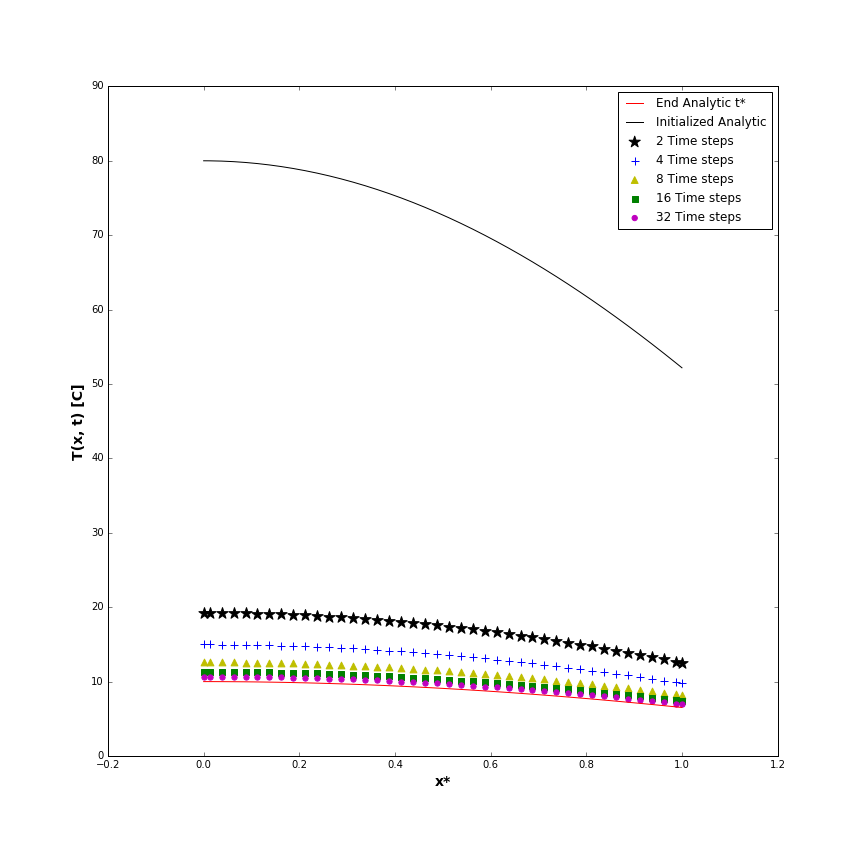 90
80
70
60
50
40
30
20
10
0
−0.2
0.0
0.2
0.4
0.6
0.8
1.0
1.2
x*
T(x, t) [C]
End Analytic t*
Initialized Analytic
2 Time steps
4 Time steps
8 Time steps
16 Time steps
32 Time steps